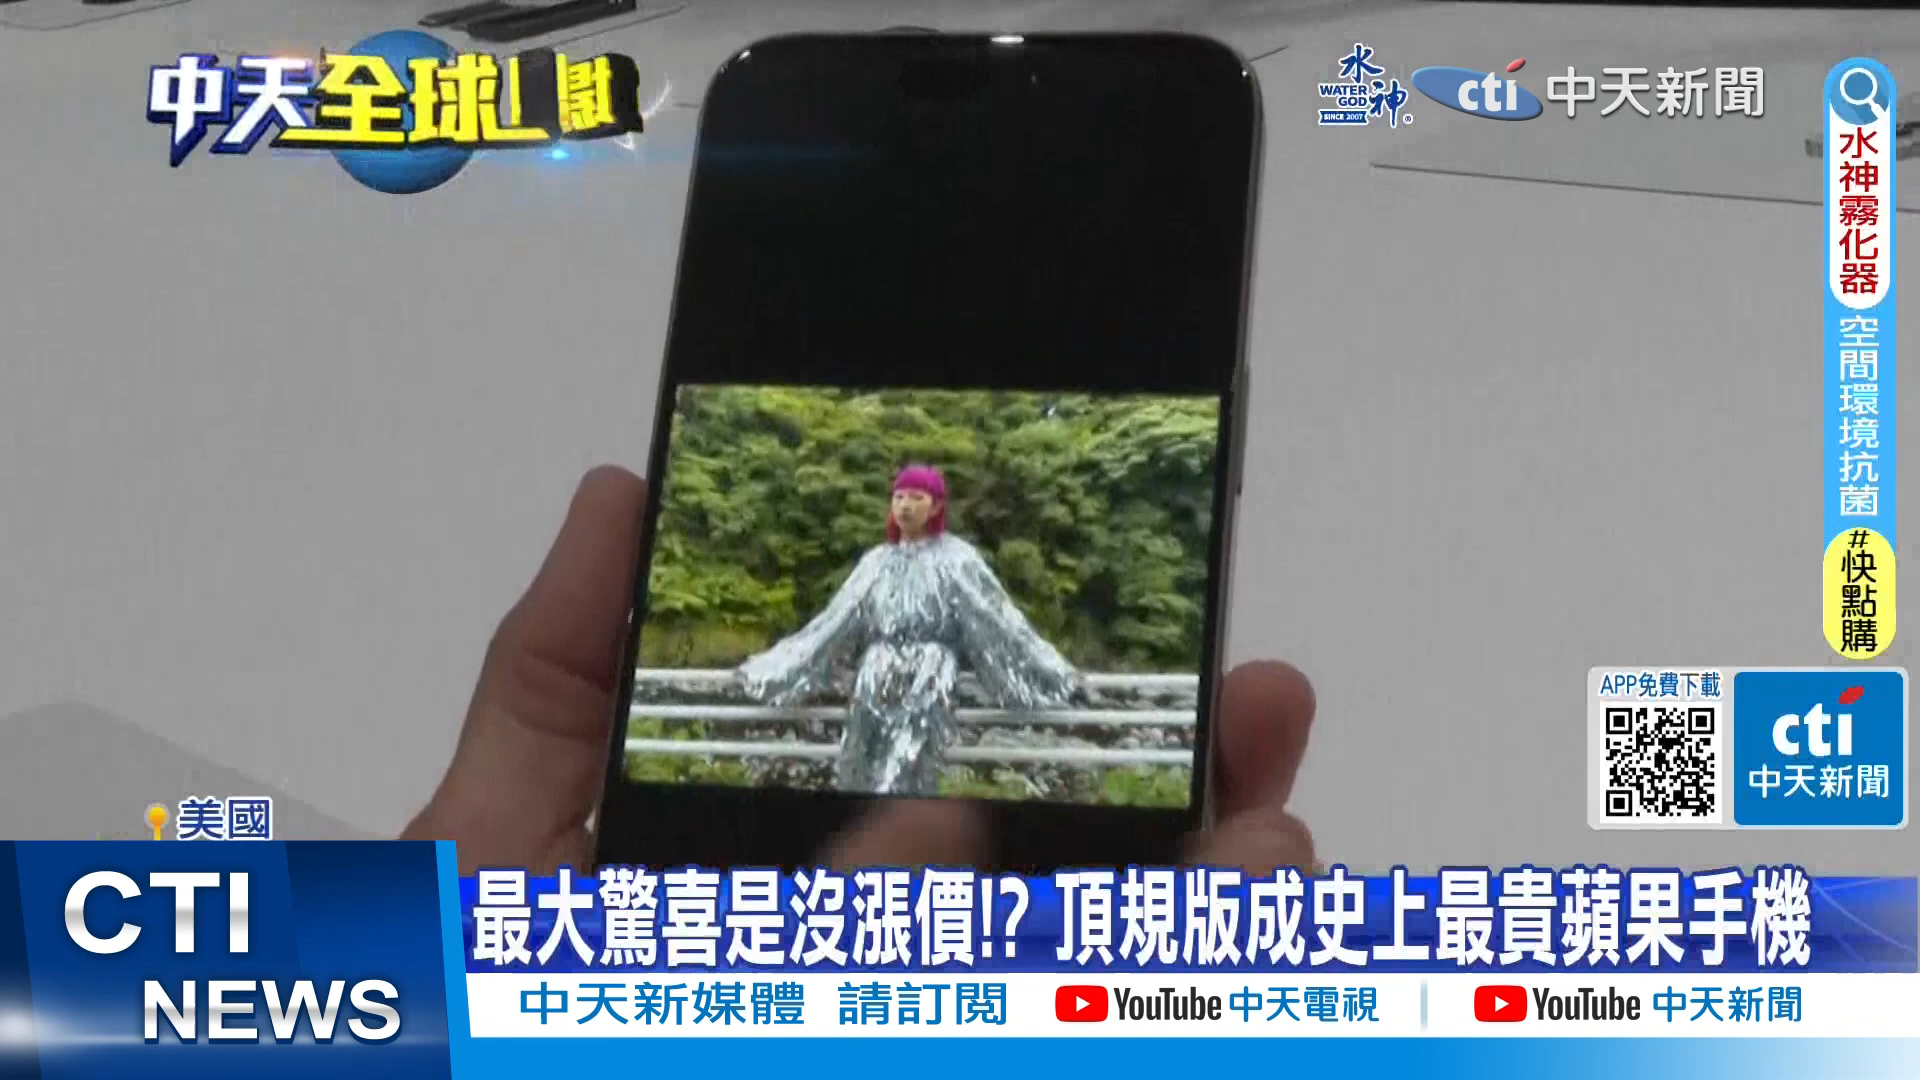 中天全球
水神
WATER
GOD
SINCE 2007
cti 中天新聞
水神霧化器
空間環境抗菌
#快點購
APP免費下載
cti
中天新聞
美國
CTI
NEWS
最大驚喜是沒漲價!? 頂規版成史上最貴蘋果手機
中天新媒體 請訂閱 YouTube 中天電視 | YouTube 中天新聞